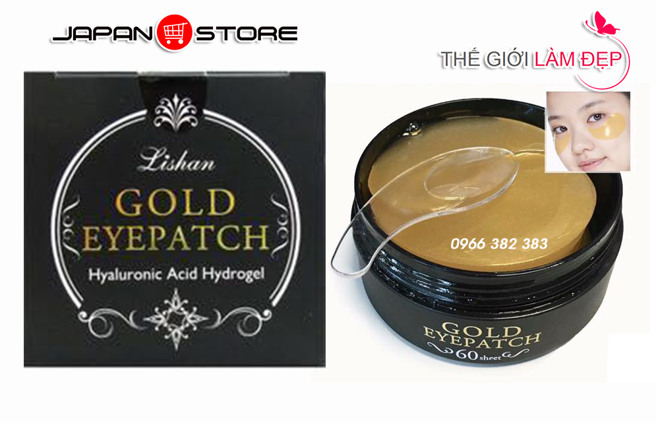 JAPAN STORE
THẾ GIỚI LÀM ĐẸP
Lishan
GOLD
EYEPATCH
Hyaluronic Acid Hydrogel
0966 382 383
GOLD
EYEPATCH
60 sheet